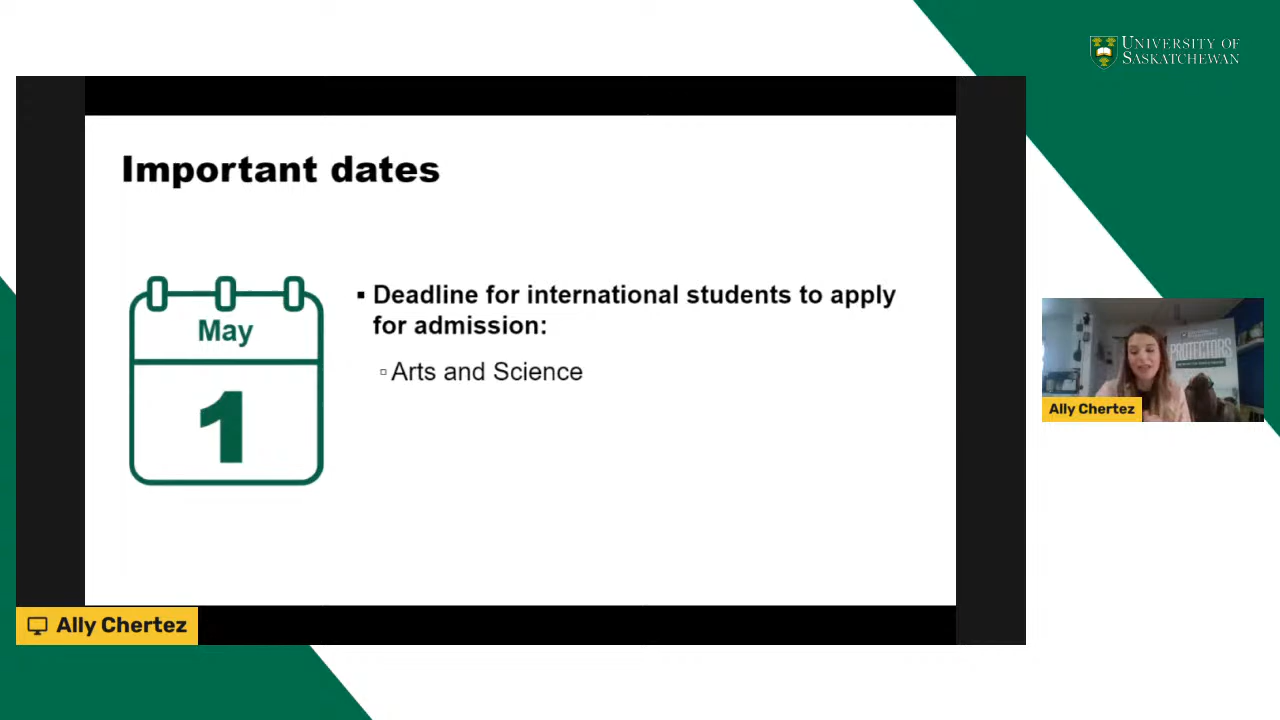 UNIVERSITY OF
SASKATCHEWAN
Important dates
May
1
▪ Deadline for international students to apply
for admission:
▫ Arts and Science
PROTECTORS
Ally Chertez
Ally Chertez